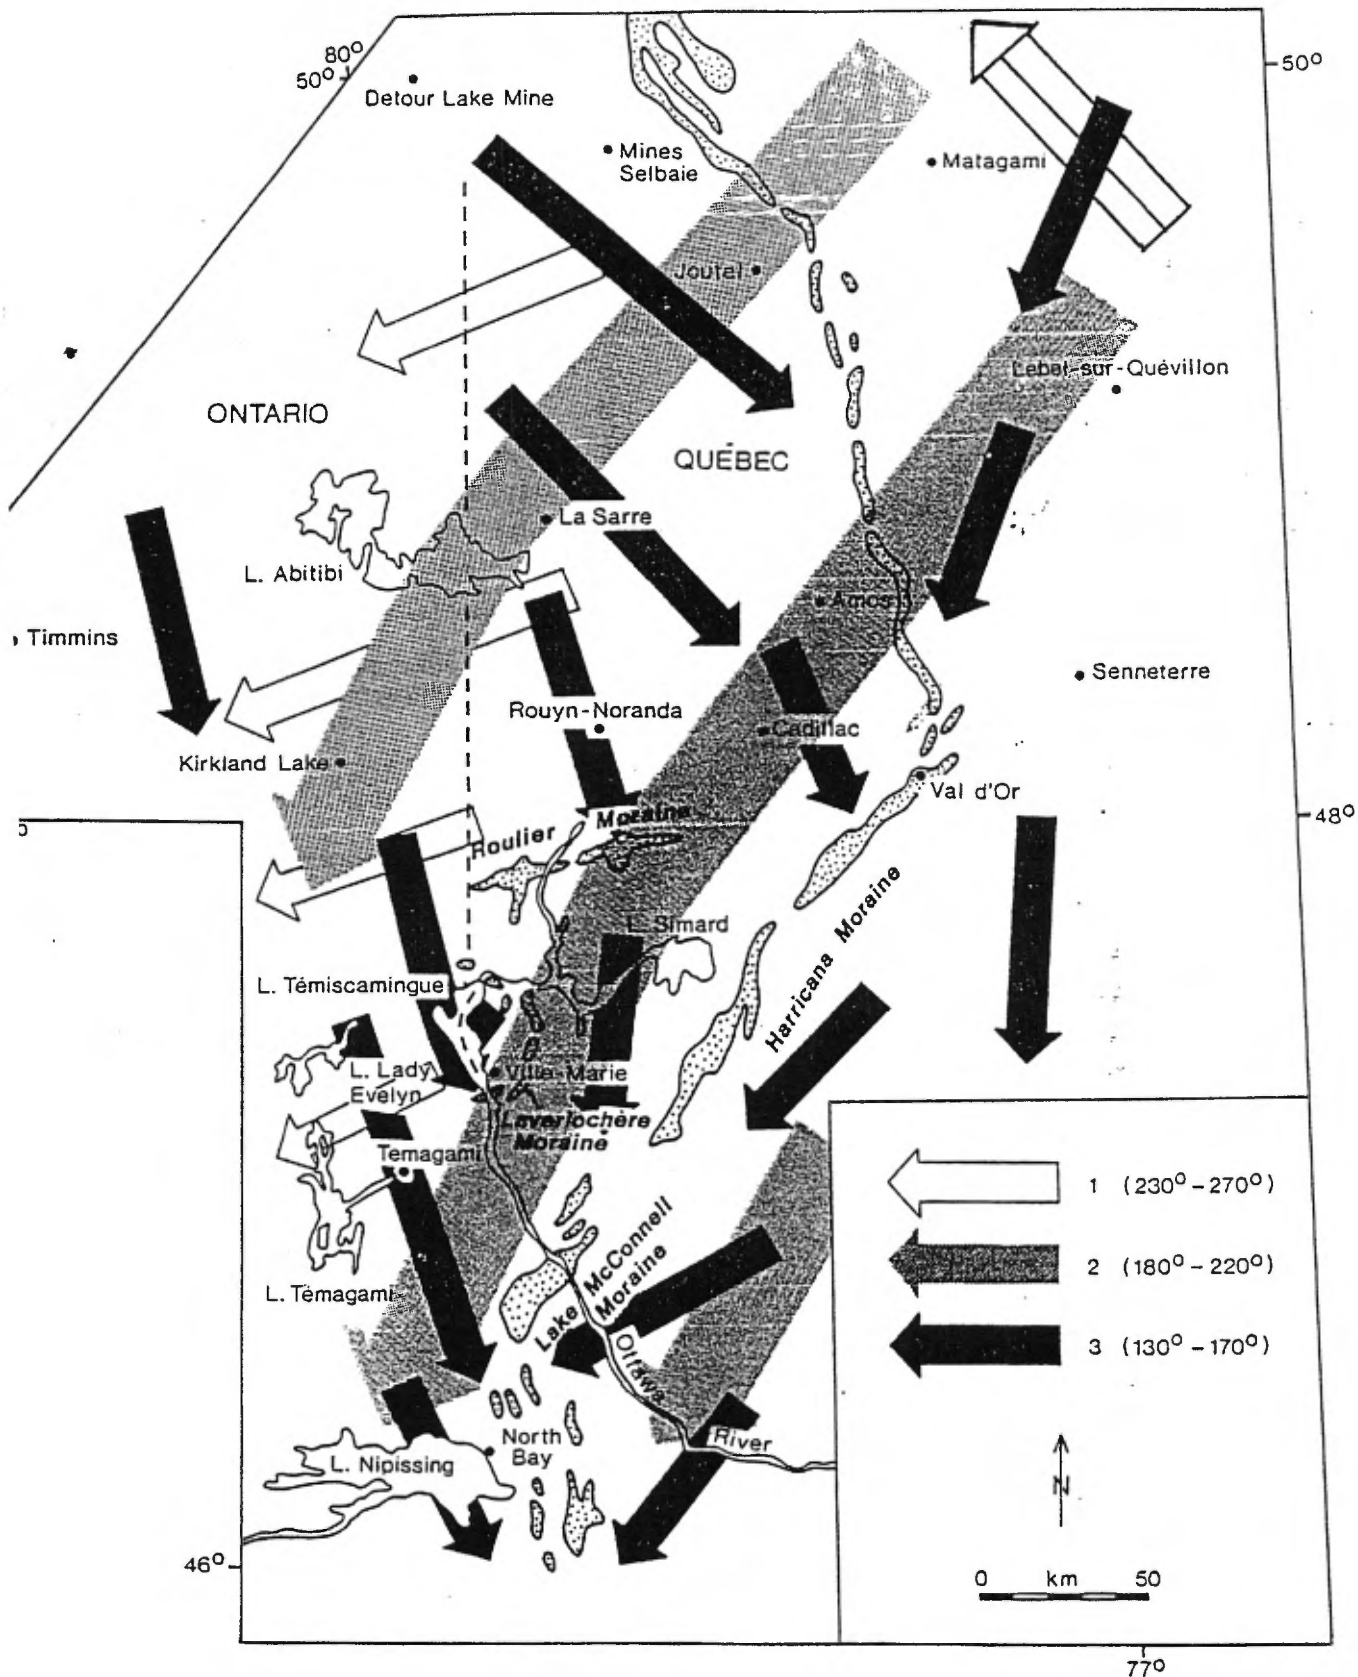 80°
50°
50°
Detour Lake Mine
Mines
Selbaie
Matagami
Joutel
Lebel-sur-Quévillon
ONTARIO
QUÉBEC
La Sarre
L. Abitibi
Amos
Timmins
Senneterre
Rouyn-Noranda
Cadillac
Kirkland Lake
Val d'Or
48°
Roulier Moraine
L. Simard
Harricana Moraine
L. Témiscamingue
L. Lady
Evelyn
Ville-Marie
Laverlochère
Moraine
Temagami
1 (230° - 270°)
2 (180° - 220°)
3 (130° - 170°)
L. Témagami
Lake McConnell
Moraine
Ottawa River
North
Bay
L. Nipissing
N
46°
0 km 50
77°